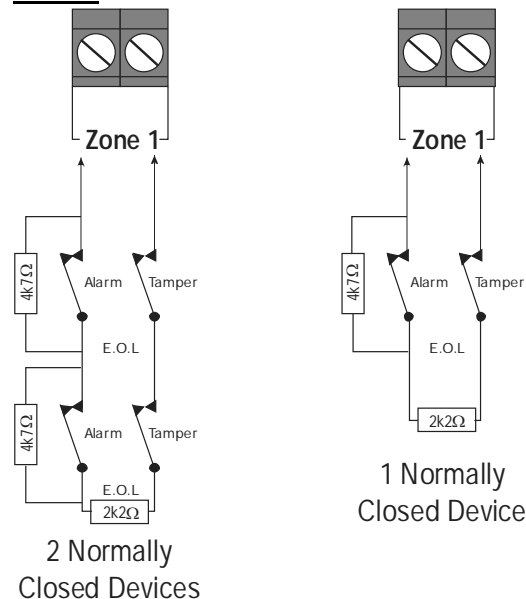 Zone 1
4k7Ω
Alarm
Tamper
E.O.L
4k7Ω
Alarm
Tamper
E.O.L
2k2Ω
2 Normally
Closed Devices
Zone 1
4k7Ω
Alarm
Tamper
E.O.L
2k2Ω
1 Normally
Closed Device